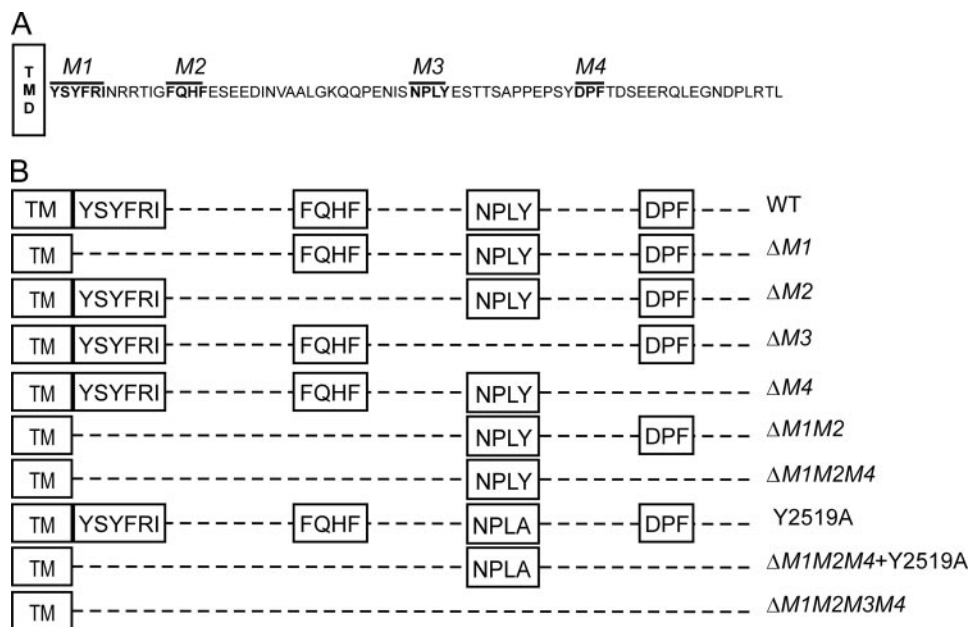 A
TMD
M1 M2 M3 M4
YSYFRINRRTIGFQHFESEEDINVAALGKQQPENISNPLYESTTSAPPEPSYDPFTDSEERQLEGNDPLRTL
B
TM YSYFRI FQHF NPLY DPF WT
TM FQHF NPLY DPF ΔM1
TM YSYFRI NPLY DPF ΔM2
TM YSYFRI FQHF DPF ΔM3
TM YSYFRI FQHF NPLY ΔM4
TM NPLY DPF ΔM1M2
TM NPLY ΔM1M2M4
TM YSYFRI FQHF NPLA DPF Y2519A
TM NPLA ΔM1M2M4+Y2519A
TM ΔM1M2M3M4